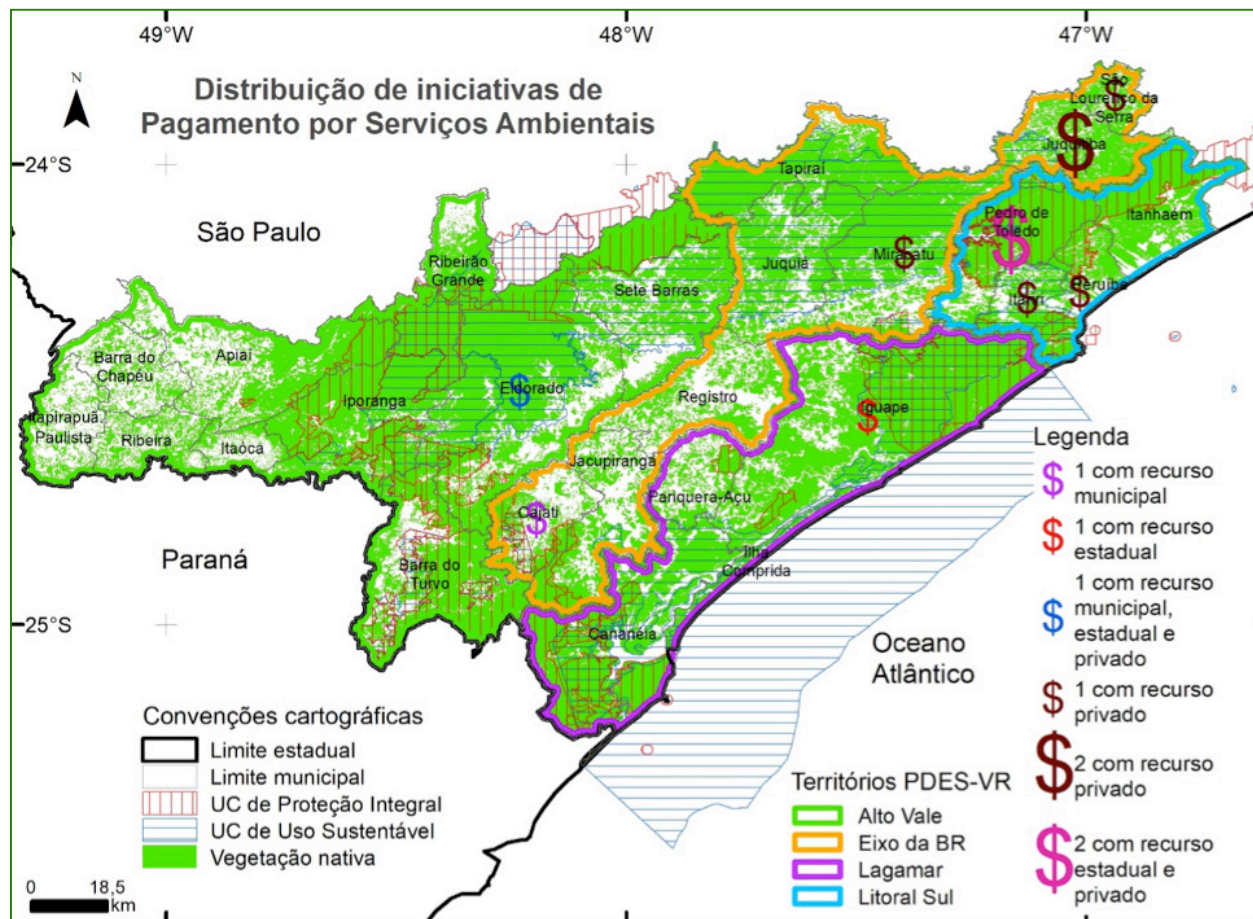 49°W
48°W
47°W
N
Distribuição de iniciativas de
Pagamento por Serviços Ambientais
24°S
25°S
São
Lourenço da
Serra
Juquitiba
Tapiraí
São Paulo
Pedro de
Toledo
Itanhaem
Ribeirão
Grande
Juquiá
Miracatu
Sete Barras
Itariri
Peruíbe
Barra do
Chapéu
Apiaí
Eldorado
Iporanga
Registro
Iguape
Itapirapuã
Paulista
Ribeira
Itaóca
Jacupiranga
Pariquera-Açu
Cajati
Paraná
Barra do
Turvo
Ilha
Comprida
Cananéia
Oceano
Atlântico
Legenda
$ 1 com recurso
municipal
$ 1 com recurso
estadual
$ 1 com recurso
municipal,
estadual e
privado
$ 1 com recurso
privado
$ 2 com recurso
privado
$ 2 com recurso
estadual e
privado
Convenções cartográficas
Limite estadual
Limite municipal
UC de Proteção Integral
UC de Uso Sustentável
Vegetação nativa
0 18,5
km
Territórios PDES-VR
Alto Vale
Eixo da BR
Lagamar
Litoral Sul